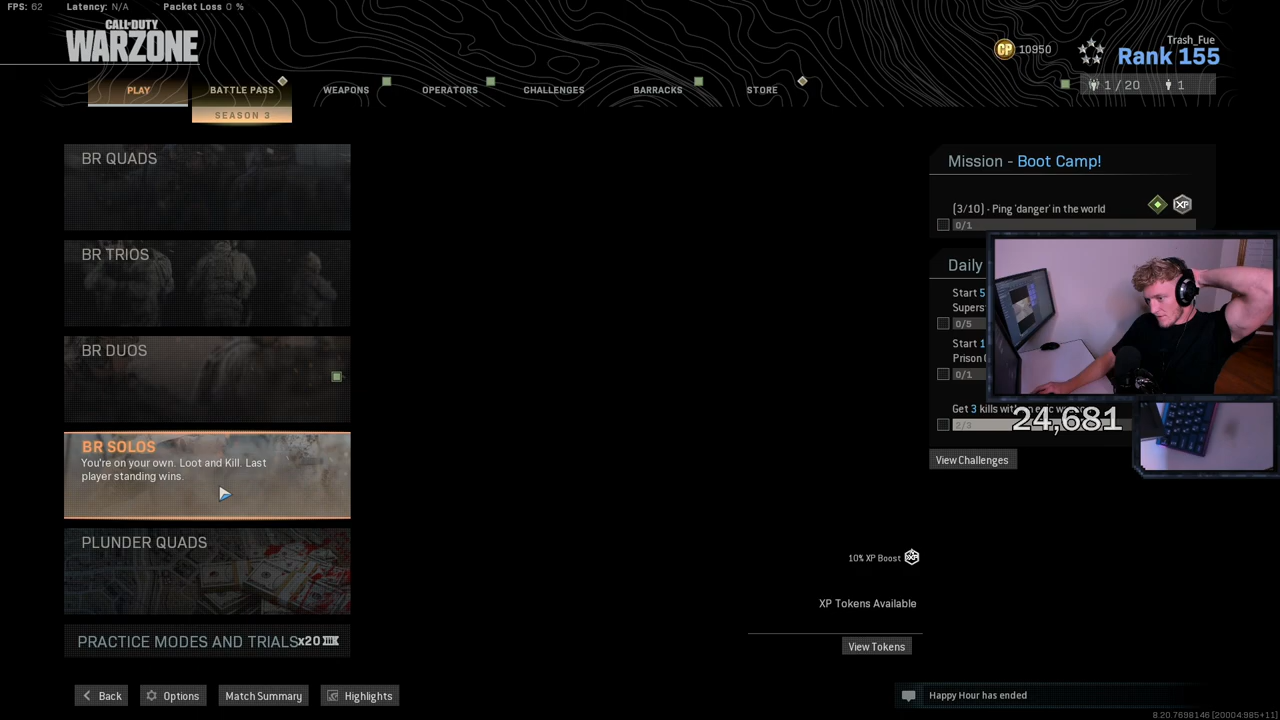 FPS: 62 Latency: N/A Packet Loss 0 %
CALL·DUTY
WARZONE
10950
Trash_Fue
Rank 155
1 / 20 1
PLAY BATTLE PASS WEAPONS OPERATORS CHALLENGES BARRACKS STORE
SEASON 3
BR QUADS
BR TRIOS
BR DUOS
BR SOLOS
You're on your own. Loot and Kill. Last
player standing wins.
PLUNDER QUADS
PRACTICE MODES AND TRIALS x20
Back Options Match Summary Highlights
Mission - Boot Camp!
(3/10) - Ping 'danger' in the world
XP
0/1
Daily
Start 5
Supers
0/5
Start 1
Prison
0/1
Get 3 kills with
2/3
24,681
View Challenges
10% XP Boost
XP Tokens Available
View Tokens
Happy Hour has ended